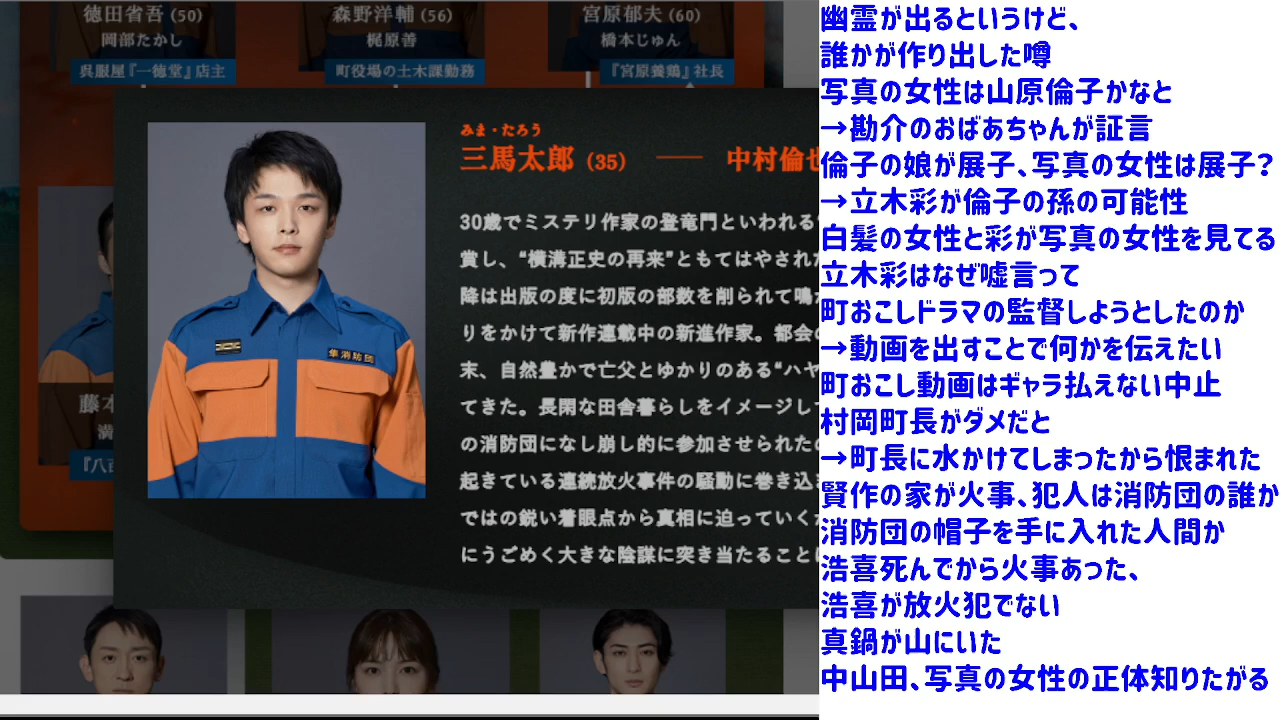 徳田省吾（50）
岡部たかし
呉服屋『一徳堂』店主
森野洋輔（56）
梶原善
町役場の土木課勤務
宮原郁夫（60）
橋本じゅん
『宮原養鶏』社長
みま・たろう
三馬太郎（35） ── 中村倫也
30歳でミステリ作家の登竜門といわれる
賞し、“横溝正史の再来”ともてはやされ
降は出版の度に初版の部数を削られて鳴
りをかけて新作連載中の新進作家。都会
末、自然豊かで亡父とゆかりのある“ハヤ
てきた。長閑な田舎暮らしをイメージし
の消防団になし崩し的に参加させられた
起きている連続放火事件の騒動に巻き込
ではの鋭い着眼点から真相に迫っていく
にうごめく大きな陰謀に突き当たること
隼消防団
藤本
『八百
幽霊が出るというけど、
誰かが作り出した噂
写真の女性は山原倫子かなと
→勘介のおばあちゃんが証言
倫子の娘が展子、写真の女性は展子？
→立木彩が倫子の孫の可能性
白髪の女性と彩が写真の女性を見てる
立木彩はなぜ嘘言って
町おこしドラマの監督しようとしたのか
→動画を出すことで何かを伝えたい
町おこし動画はギャラ払えない中止
村岡町長がダメだと
→町長に水かけてしまったから恨まれた
賢作の家が火事、犯人は消防団の誰か
消防団の帽子を手に入れた人間か
浩喜死んでから火事あった、
浩喜が放火犯でない
真鍋が山にいた
中山田、写真の女性の正体知りたがる